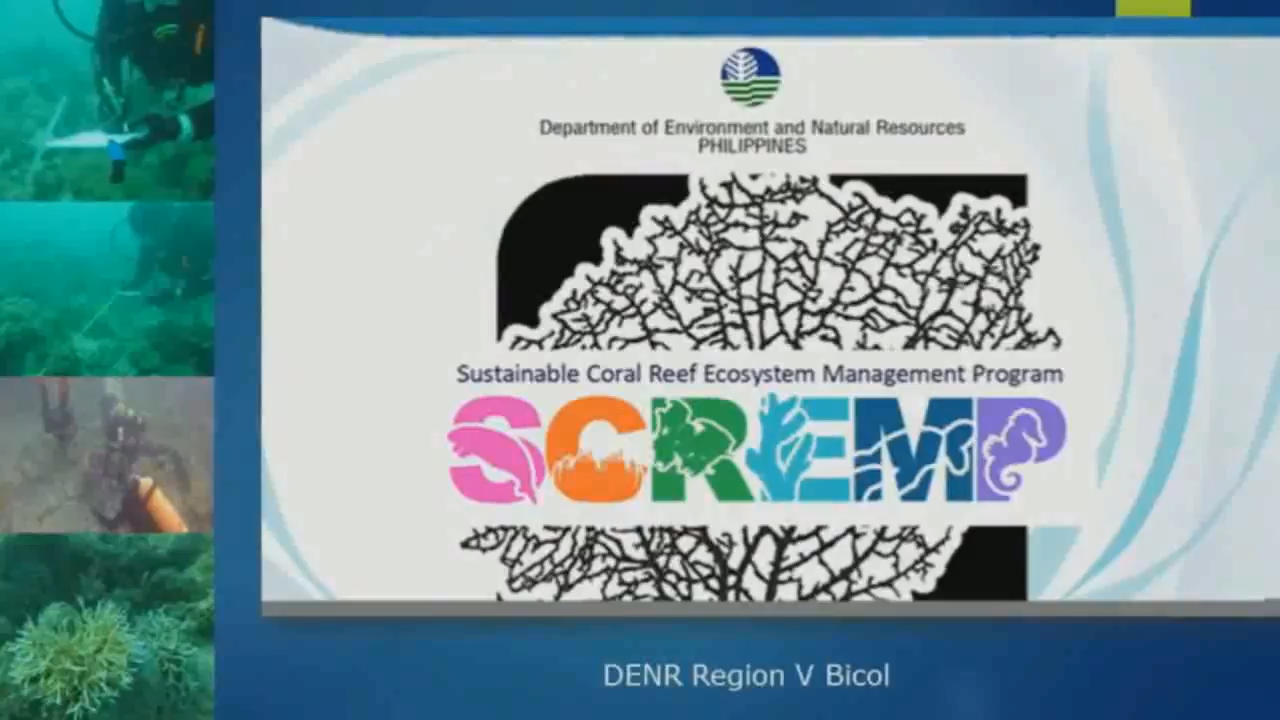 Department of Environment and Natural Resources
PHILIPPINES
Sustainable Coral Reef Ecosystem Management Program
SCREMP
DENR Region V Bicol